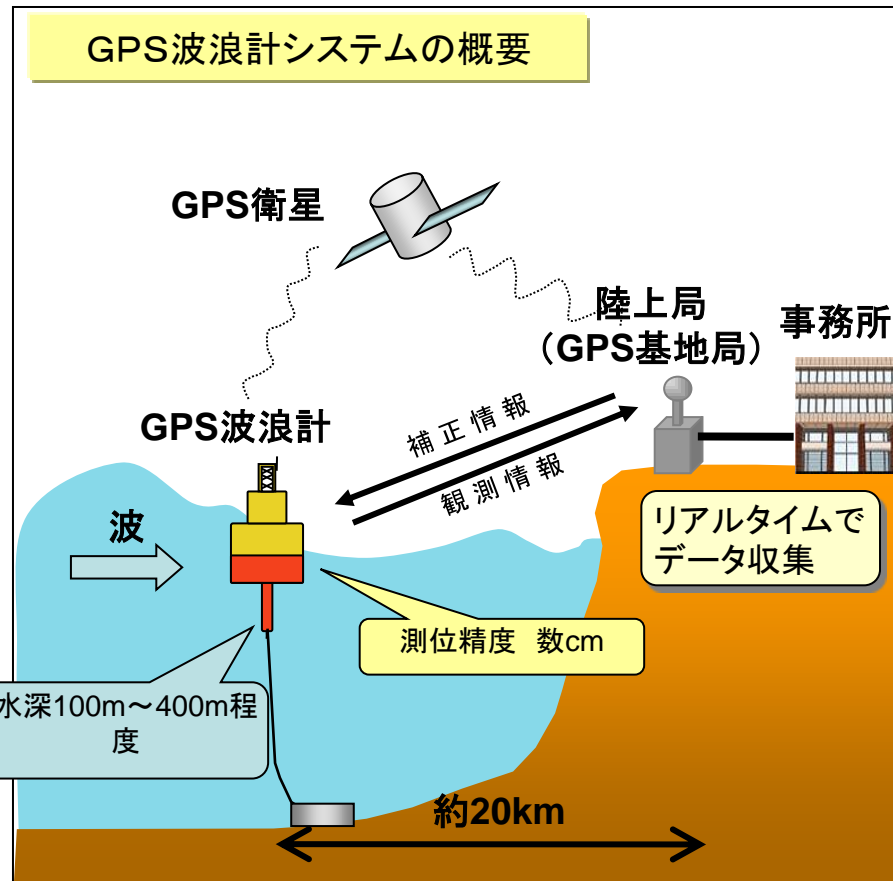 GPS波浪計システムの概要
GPS衛星
陸上局
（GPS基地局）
事務所
GPS波浪計
補正情報
観測情報
波
リアルタイムで
データ収集
測位精度　数cm
水深100m～400m程
度
約20km